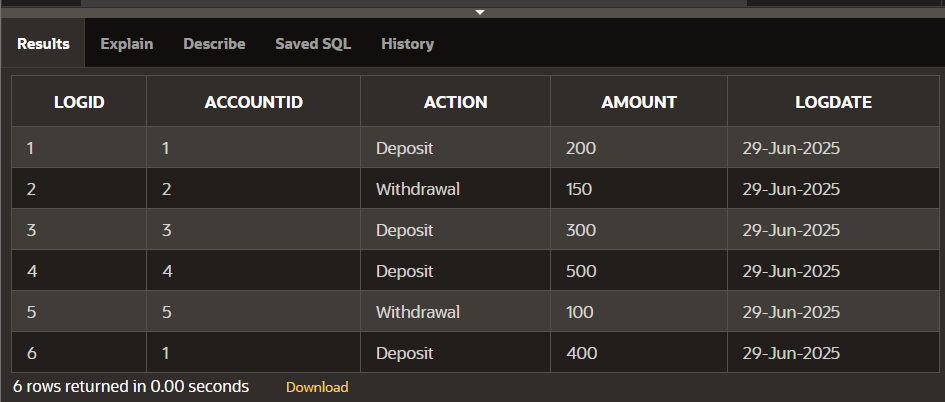 Results Explain Describe Saved SQL History
LOGID ACCOUNTID ACTION AMOUNT LOGDATE
1 1 Deposit 200 29-Jun-2025
2 2 Withdrawal 150 29-Jun-2025
3 3 Deposit 300 29-Jun-2025
4 4 Deposit 500 29-Jun-2025
5 5 Withdrawal 100 29-Jun-2025
6 1 Deposit 400 29-Jun-2025
6 rows returned in 0.00 seconds Download